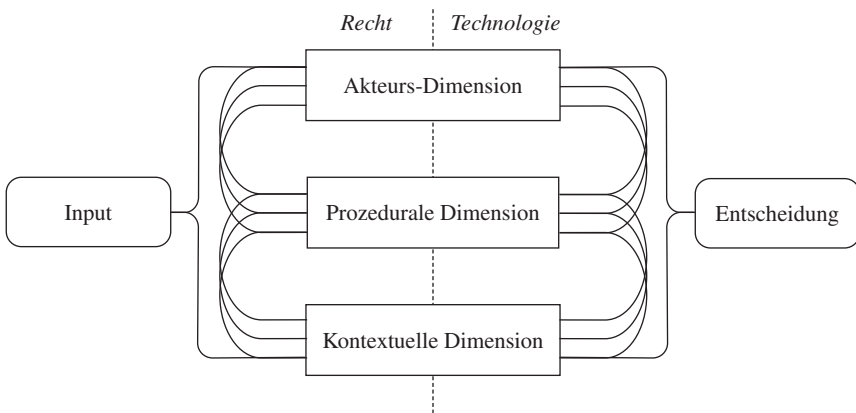 Recht
Technologie
Akteurs-Dimension
Input
Prozedurale Dimension
Entscheidung
Kontextuelle Dimension